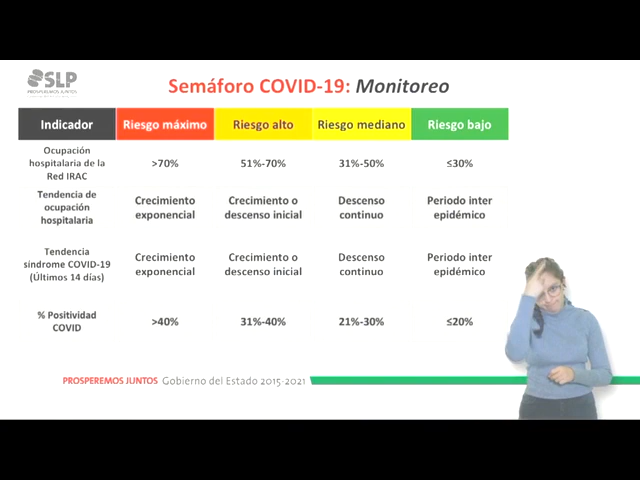 SLP
PROSPEREMOS JUNTOS
Semáforo COVID-19: Monitoreo
Indicador Riesgo máximo Riesgo alto Riesgo mediano Riesgo bajo
Ocupación
hospitalaria de la
Red IRAC
>70% 51%-70% 31%-50% ≤30%
Tendencia de
ocupación
hospitalaria
Crecimiento
exponencial
Crecimiento o
descenso inicial
Descenso
continuo
Periodo inter
epidémico
Tendencia
síndrome COVID-19
(Últimos 14 días)
Crecimiento
exponencial
Crecimiento o
descenso inicial
Descenso
continuo
Periodo inter
epidémico
% Positividad
COVID
>40% 31%-40% 21%-30% ≤20%
PROSPEREMOS JUNTOS Gobierno del Estado 2015-2021